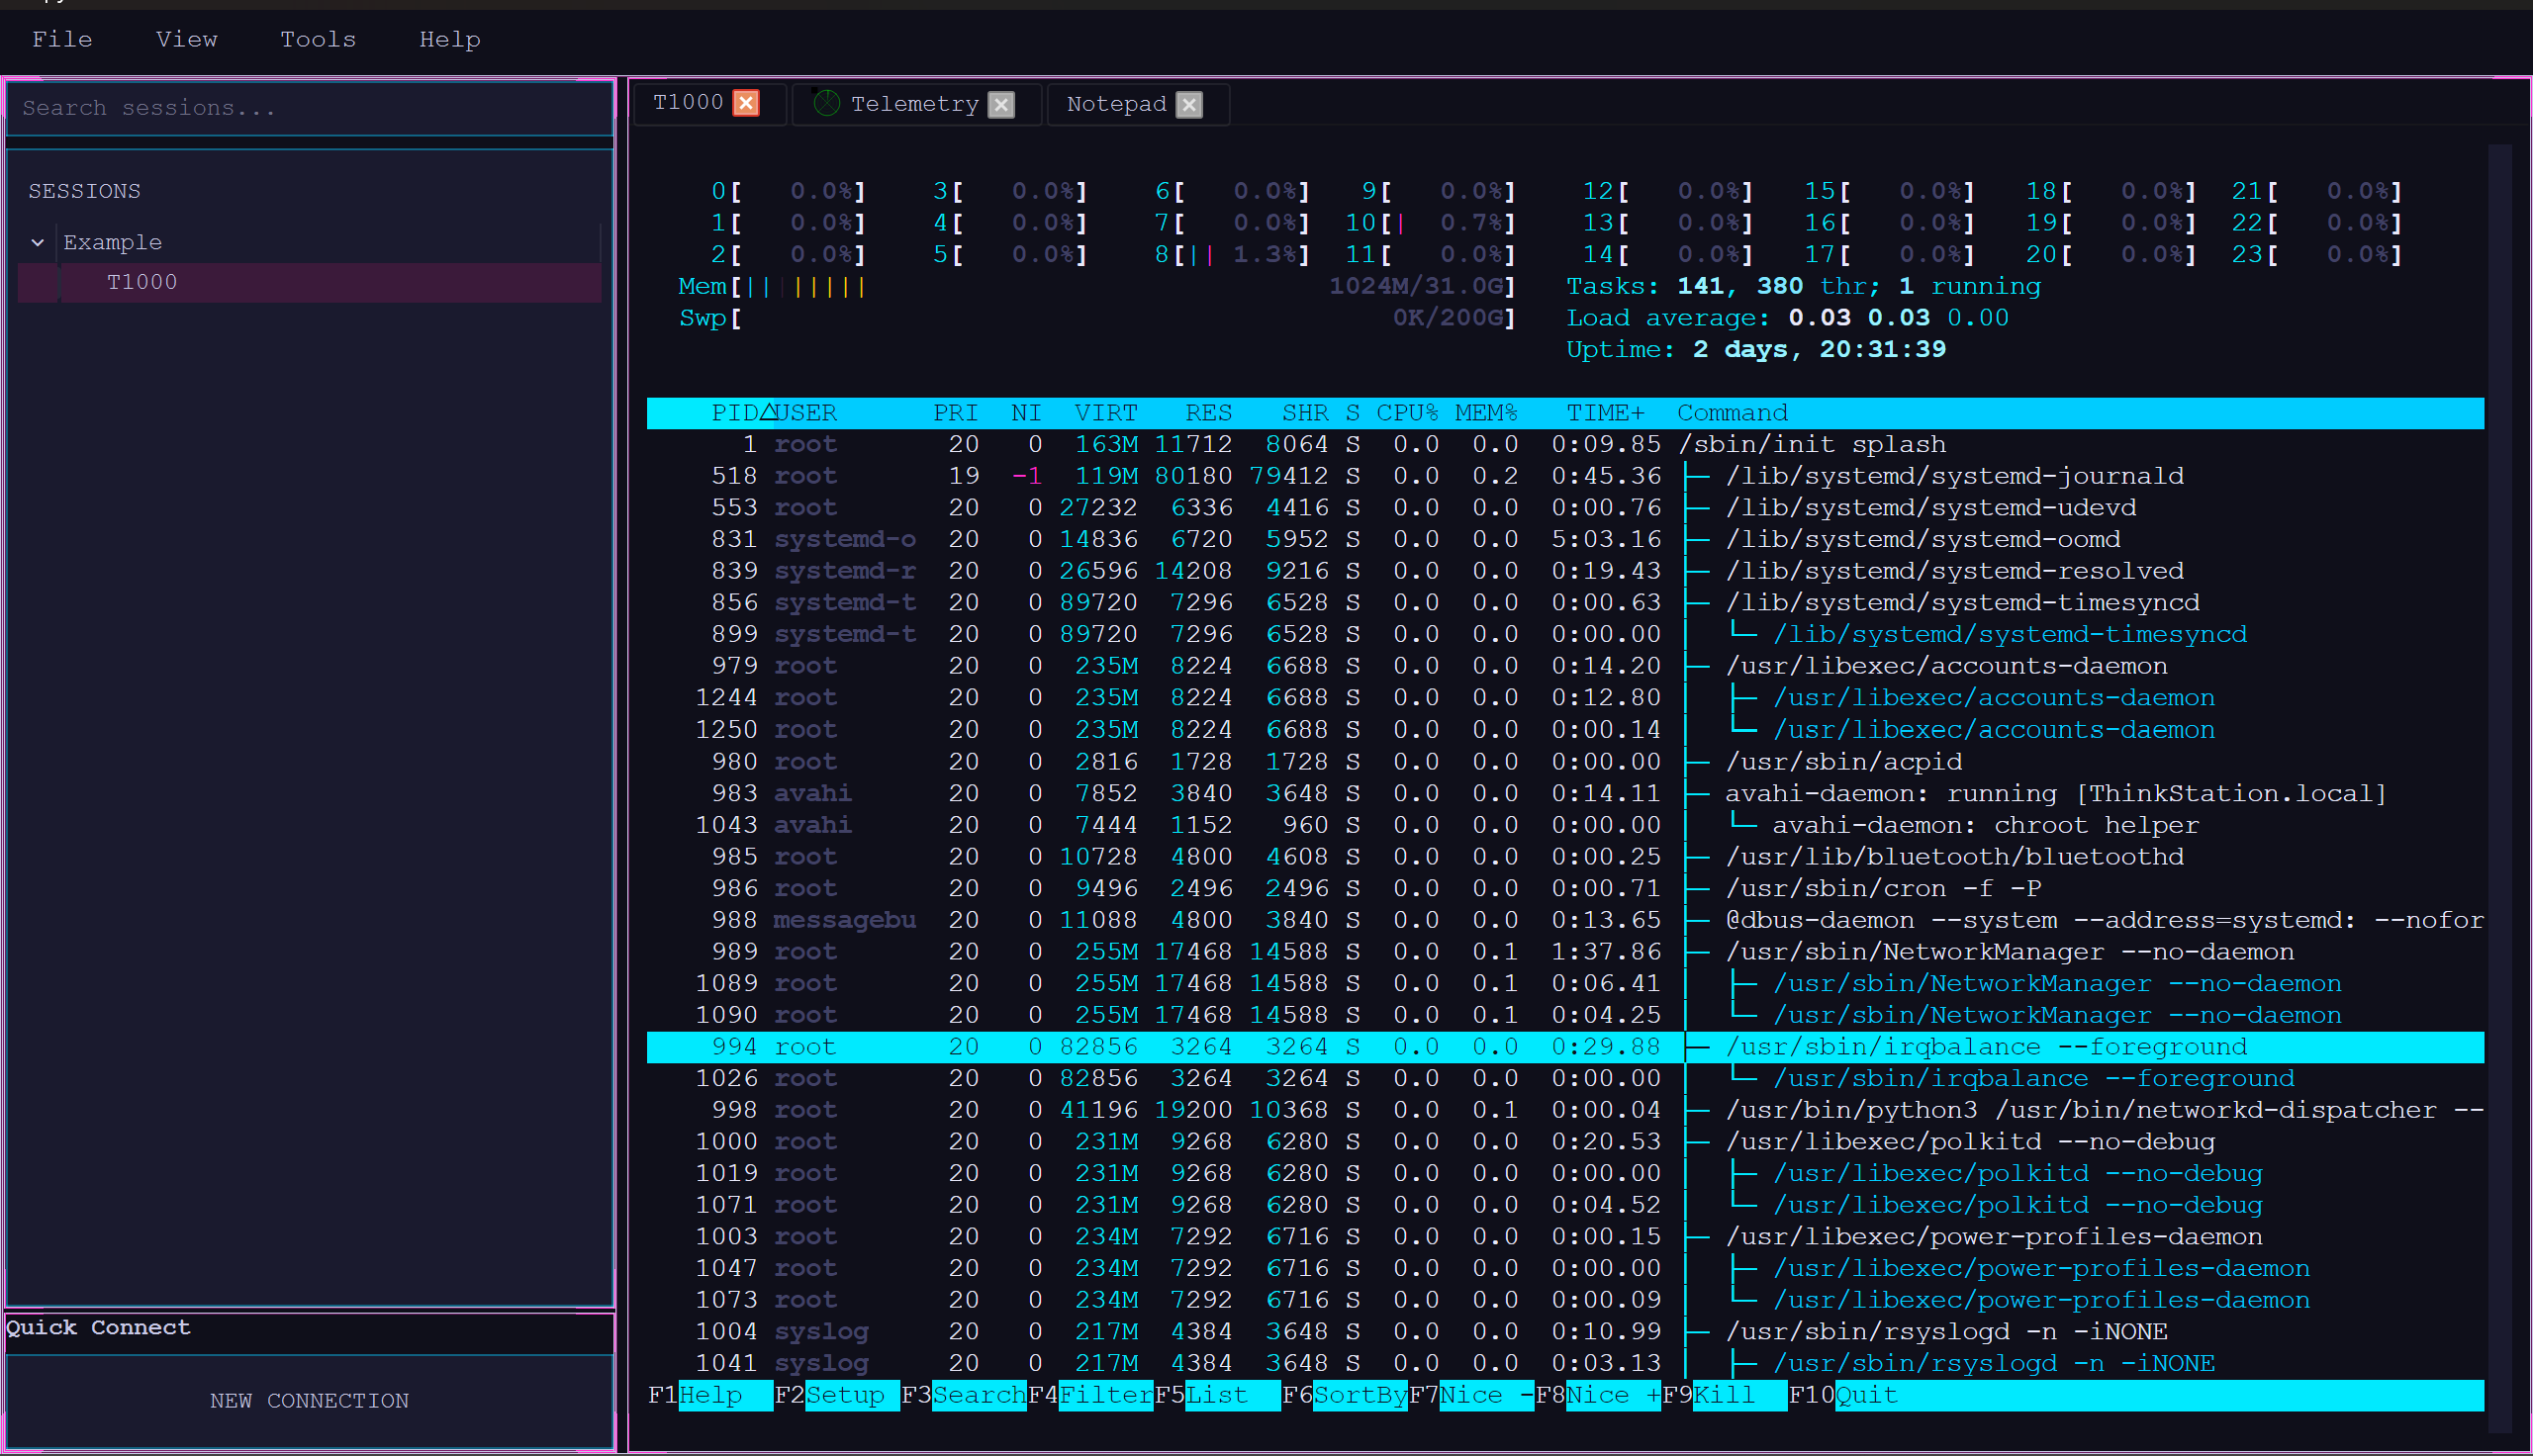 File View Tools Help
Search sessions...
SESSIONS
Example
T1000
Quick Connect
NEW CONNECTION
T1000 Telemetry Notepad
0[ 0.0%] 3[ 0.0%] 6[ 0.0%] 9[ 0.0%] 12[ 0.0%] 15[ 0.0%] 18[ 0.0%] 21[ 0.0%]
1[ 0.0%] 4[ 0.0%] 7[ 0.0%] 10[| 0.7%] 13[ 0.0%] 16[ 0.0%] 19[ 0.0%] 22[ 0.0%]
2[ 0.0%] 5[ 0.0%] 8[|| 1.3%] 11[ 0.0%] 14[ 0.0%] 17[ 0.0%] 20[ 0.0%] 23[ 0.0%]
Mem[|||||||| 1024M/31.0G] Tasks: 141, 380 thr; 1 running
Swp[ 0K/200G] Load average: 0.03 0.03 0.00
Uptime: 2 days, 20:31:39
PID△USER PRI NI VIRT RES SHR S CPU% MEM% TIME+ Command
1 root 20 0 163M 11712 8064 S 0.0 0.0 0:09.85 /sbin/init splash
518 root 19 -1 119M 80180 79412 S 0.0 0.2 0:45.36 ├─ /lib/systemd/systemd-journald
553 root 20 0 27232 6336 4416 S 0.0 0.0 0:00.76 ├─ /lib/systemd/systemd-udevd
831 systemd-o 20 0 14836 6720 5952 S 0.0 0.0 5:03.16 ├─ /lib/systemd/systemd-oomd
839 systemd-r 20 0 26596 14208 9216 S 0.0 0.0 0:19.43 ├─ /lib/systemd/systemd-resolved
856 systemd-t 20 0 89720 7296 6528 S 0.0 0.0 0:00.63 ├─ /lib/systemd/systemd-timesyncd
899 systemd-t 20 0 89720 7296 6528 S 0.0 0.0 0:00.00 │ └─ /lib/systemd/systemd-timesyncd
979 root 20 0 235M 8224 6688 S 0.0 0.0 0:14.20 ├─ /usr/libexec/accounts-daemon
1244 root 20 0 235M 8224 6688 S 0.0 0.0 0:12.80 │ ├─ /usr/libexec/accounts-daemon
1250 root 20 0 235M 8224 6688 S 0.0 0.0 0:00.14 │ └─ /usr/libexec/accounts-daemon
980 root 20 0 2816 1728 1728 S 0.0 0.0 0:00.00 ├─ /usr/sbin/acpid
983 avahi 20 0 7852 3840 3648 S 0.0 0.0 0:14.11 ├─ avahi-daemon: running [ThinkStation.local]
1043 avahi 20 0 7444 1152 960 S 0.0 0.0 0:00.00 │ └─ avahi-daemon: chroot helper
985 root 20 0 10728 4800 4608 S 0.0 0.0 0:00.25 ├─ /usr/lib/bluetooth/bluetoothd
986 root 20 0 9496 2496 2496 S 0.0 0.0 0:00.71 ├─ /usr/sbin/cron -f -P
988 messagebu 20 0 11088 4800 3840 S 0.0 0.0 0:13.65 ├─ @dbus-daemon --system --address=systemd: --nofor
989 root 20 0 255M 17468 14588 S 0.0 0.1 1:37.86 ├─ /usr/sbin/NetworkManager --no-daemon
1089 root 20 0 255M 17468 14588 S 0.0 0.1 0:06.41 │ ├─ /usr/sbin/NetworkManager --no-daemon
1090 root 20 0 255M 17468 14588 S 0.0 0.1 0:04.25 │ └─ /usr/sbin/NetworkManager --no-daemon
994 root 20 0 82856 3264 3264 S 0.0 0.0 0:29.88 ├─ /usr/sbin/irqbalance --foreground
1026 root 20 0 82856 3264 3264 S 0.0 0.0 0:00.00 │ └─ /usr/sbin/irqbalance --foreground
998 root 20 0 41196 19200 10368 S 0.0 0.1 0:00.04 ├─ /usr/bin/python3 /usr/bin/networkd-dispatcher --
1000 root 20 0 231M 9268 6280 S 0.0 0.0 0:20.53 ├─ /usr/libexec/polkitd --no-debug
1019 root 20 0 231M 9268 6280 S 0.0 0.0 0:00.00 │ ├─ /usr/libexec/polkitd --no-debug
1071 root 20 0 231M 9268 6280 S 0.0 0.0 0:04.52 │ └─ /usr/libexec/polkitd --no-debug
1003 root 20 0 234M 7292 6716 S 0.0 0.0 0:00.15 ├─ /usr/libexec/power-profiles-daemon
1047 root 20 0 234M 7292 6716 S 0.0 0.0 0:00.00 │ ├─ /usr/libexec/power-profiles-daemon
1073 root 20 0 234M 7292 6716 S 0.0 0.0 0:00.09 │ └─ /usr/libexec/power-profiles-daemon
1004 syslog 20 0 217M 4384 3648 S 0.0 0.0 0:10.99 ├─ /usr/sbin/rsyslogd -n -iNONE
1041 syslog 20 0 217M 4384 3648 S 0.0 0.0 0:03.13 │ ├─ /usr/sbin/rsyslogd -n -iNONE
F1Help F2Setup F3SearchF4FilterF5List F6SortByF7Nice -F8Nice +F9Kill F10Quit